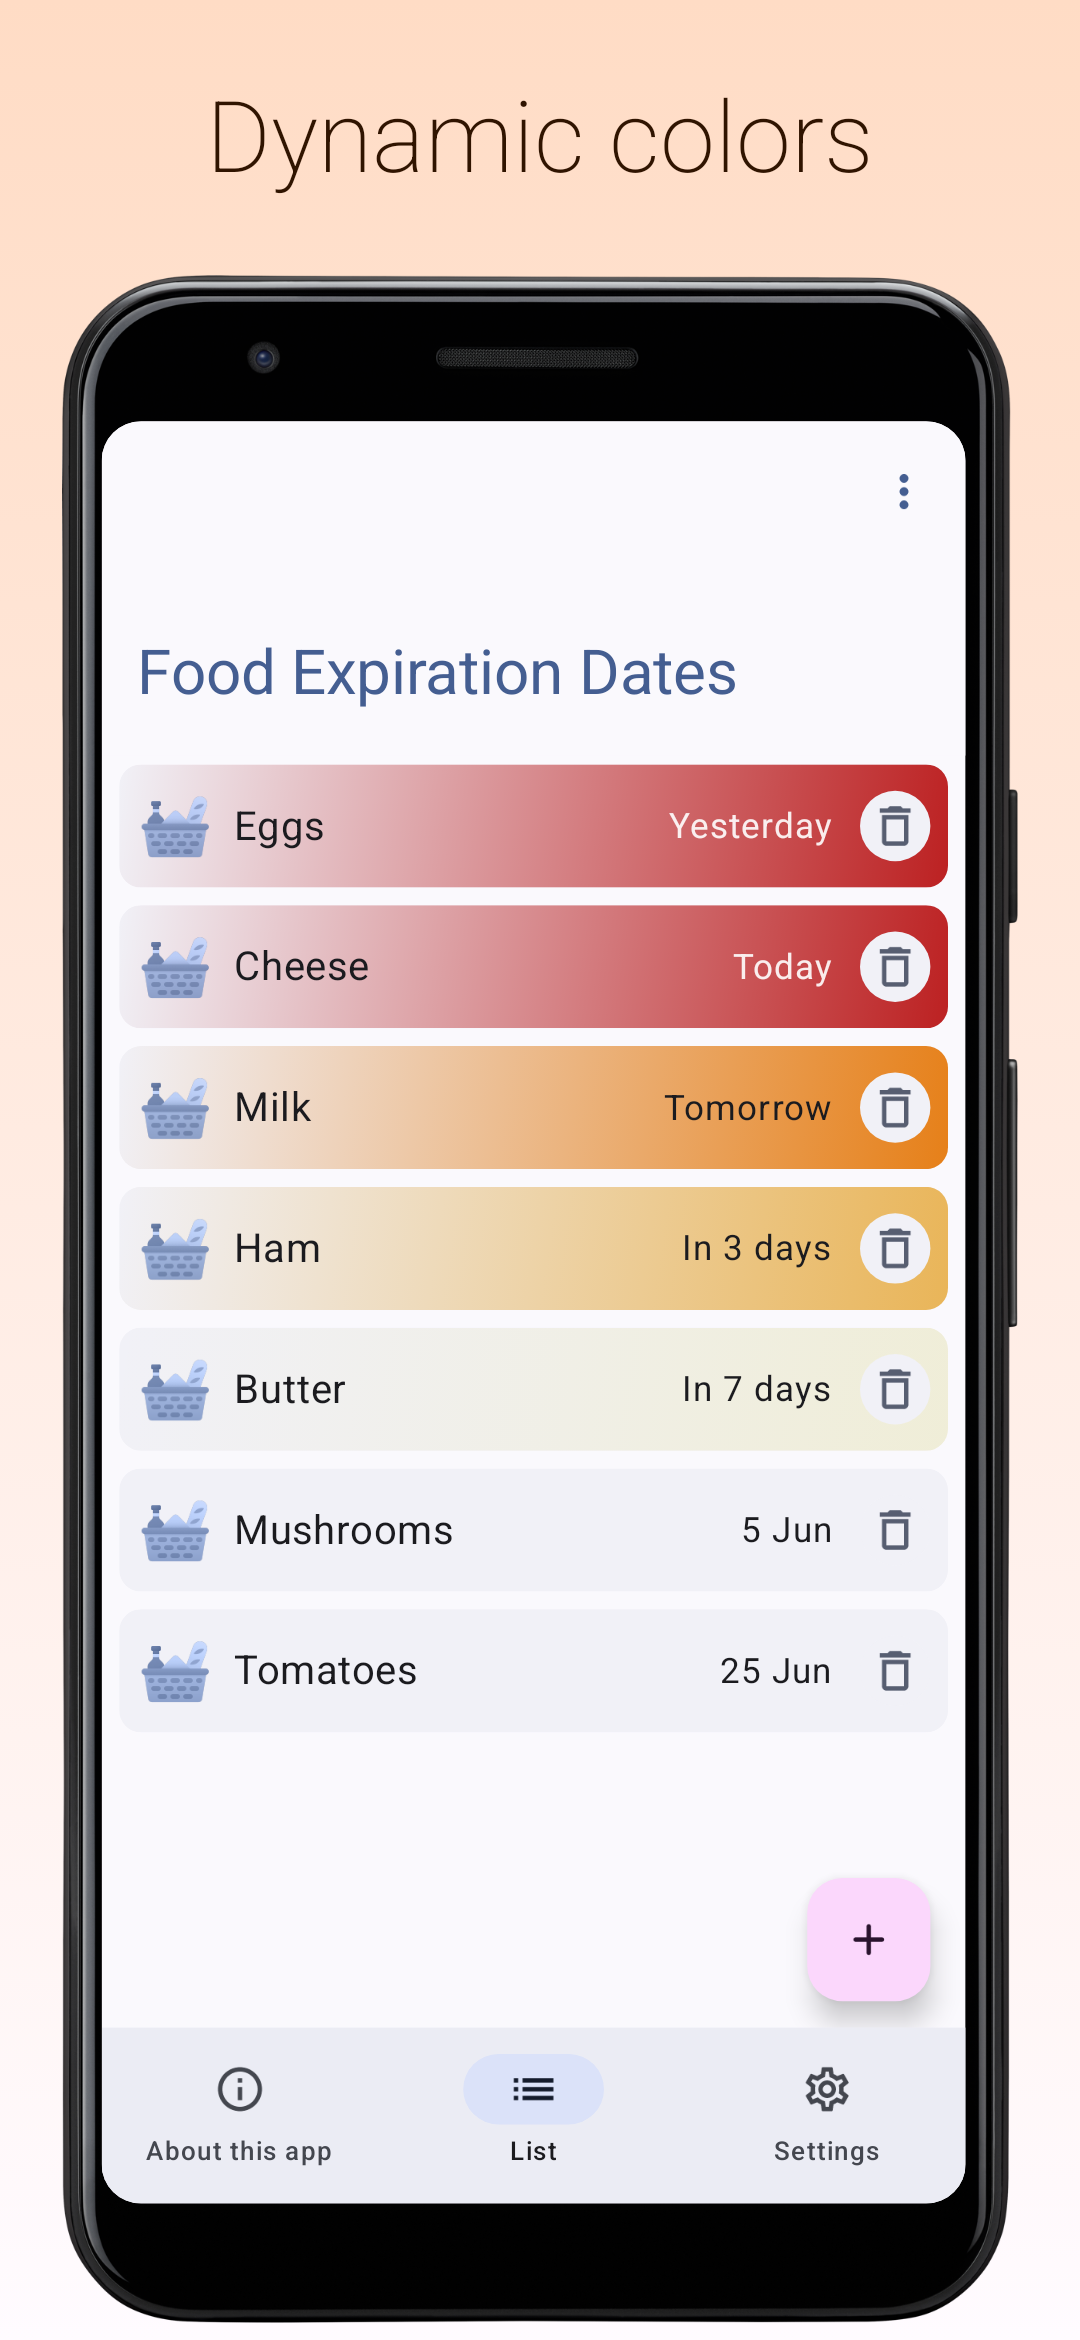 Dynamic colors
Food Expiration Dates
Eggs Yesterday
Cheese Today
Milk Tomorrow
Ham In 3 days
Butter In 7 days
Mushrooms 5 Jun
Tomatoes 25 Jun
About this app List Settings